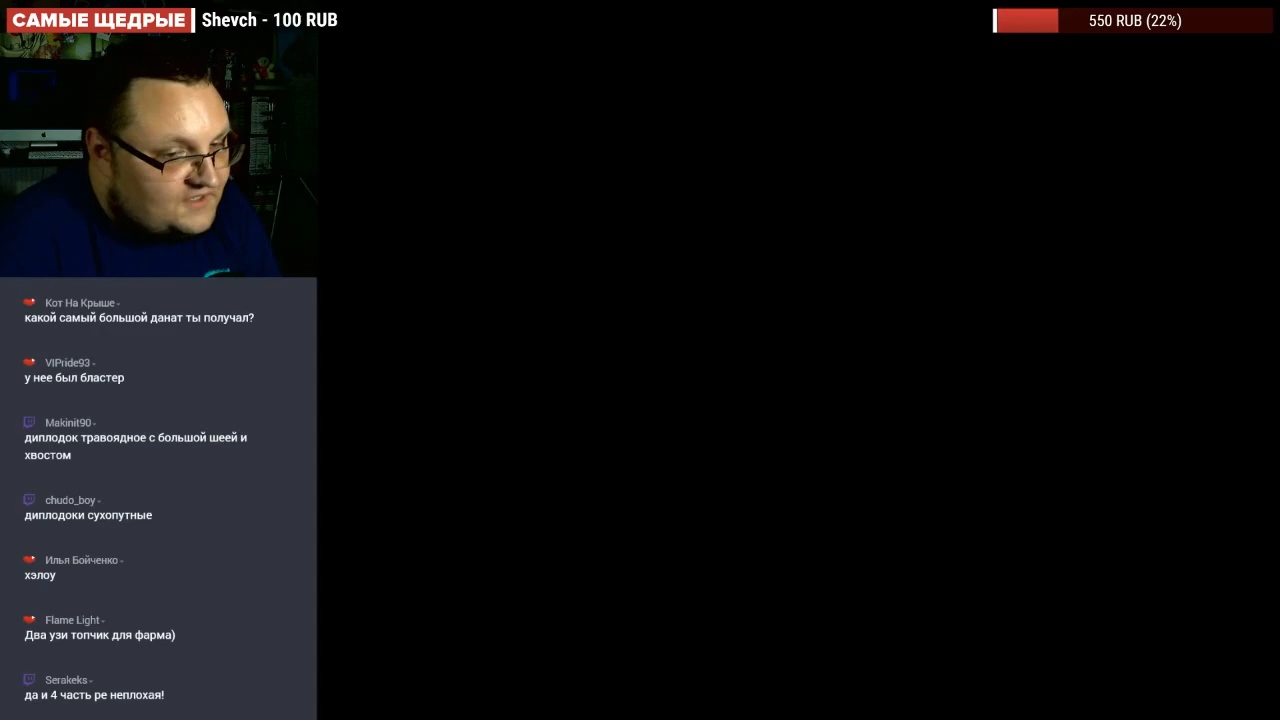 САМЫЕ ЩЕДРЫЕ Shevch - 100 RUB
550 RUB (22%)
Кот На Крыше
какой самый большой данат ты получал?
VIPride93
у нее был бластер
Makinit90
диплодок травоядное с большой шеей и
хвостом
chudo_boy
диплодоки сухопутные
Илья Бойченко
хэлоу
Flame Light
Два узи топчик для фарма)
Serakeks
да и 4 часть ре неплохая!